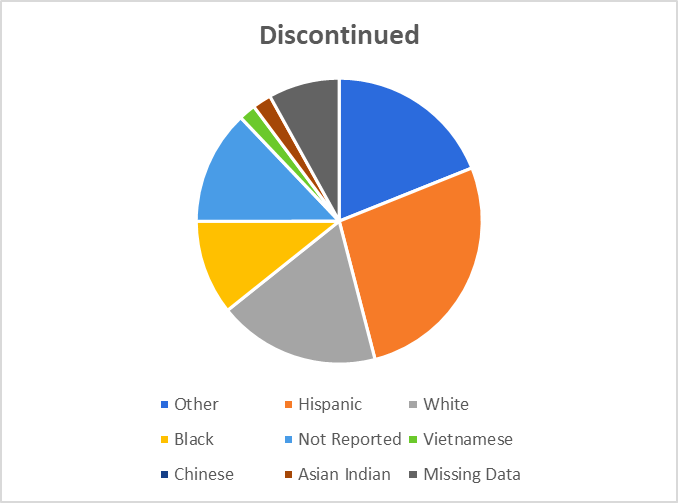 Discontinued
Other Hispanic White
Black Not Reported Vietnamese
Chinese Asian Indian Missing Data